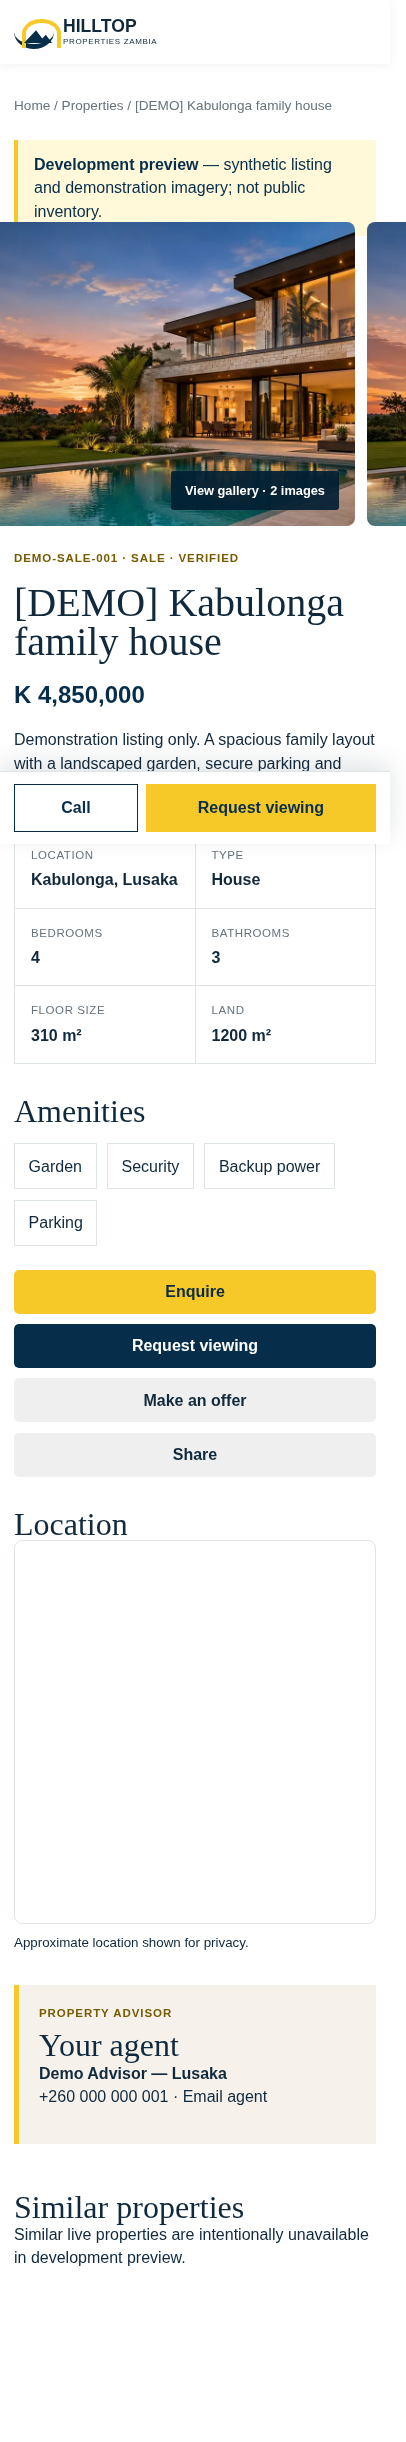 HILLTOP
PROPERTIES ZAMBIA
Home / Properties / [DEMO] Kabulonga family house
Development preview — synthetic listing
and demonstration imagery; not public
inventory.
View gallery · 2 images
DEMO-SALE-001 · SALE · VERIFIED
[DEMO] Kabulonga
family house
K 4,850,000
Demonstration listing only. A spacious family layout
with a landscaped garden, secure parking and
Call
Request viewing
LOCATION
Kabulonga, Lusaka
TYPE
House
BEDROOMS
4
BATHROOMS
3
FLOOR SIZE
310 m²
LAND
1200 m²
Amenities
Garden
Security
Backup power
Parking
Enquire
Request viewing
Make an offer
Share
Location
Approximate location shown for privacy.
PROPERTY ADVISOR
Your agent
Demo Advisor — Lusaka
+260 000 000 001 · Email agent
Similar properties
Similar live properties are intentionally unavailable
in development preview.